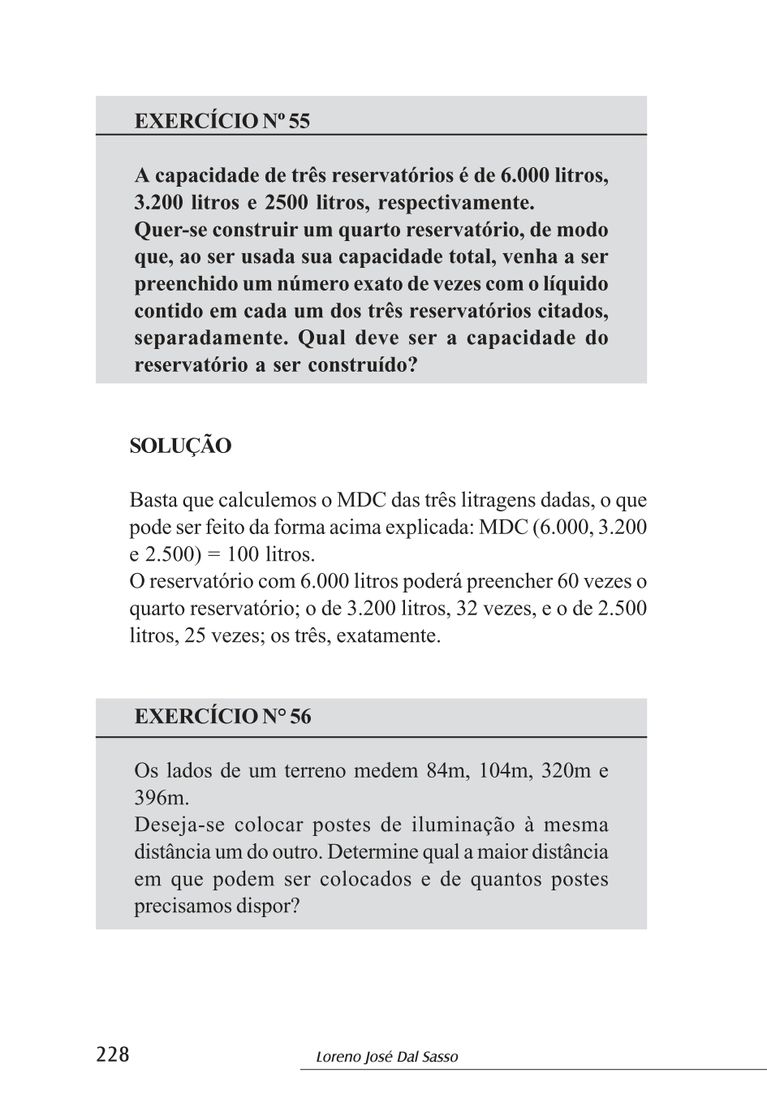 EXERCÍCIO Nº 55
A capacidade de três reservatórios é de 6.000 litros,
3.200 litros e 2500 litros, respectivamente.
Quer-se construir um quarto reservatório, de modo
que, ao ser usada sua capacidade total, venha a ser
preenchido um número exato de vezes com o líquido
contido em cada um dos três reservatórios citados,
separadamente. Qual deve ser a capacidade do
reservatório a ser construído?
SOLUÇÃO
Basta que calculemos o MDC das três litragens dadas, o que
pode ser feito da forma acima explicada: MDC (6.000, 3.200
e 2.500) = 100 litros.
O reservatório com 6.000 litros poderá preencher 60 vezes o
quarto reservatório; o de 3.200 litros, 32 vezes, e o de 2.500
litros, 25 vezes; os três, exatamente.
EXERCÍCIO N° 56
Os lados de um terreno medem 84m, 104m, 320m e
396m.
Deseja-se colocar postes de iluminação à mesma
distância um do outro. Determine qual a maior distância
em que podem ser colocados e de quantos postes
precisamos dispor?
228
Loreno José Dal Sasso